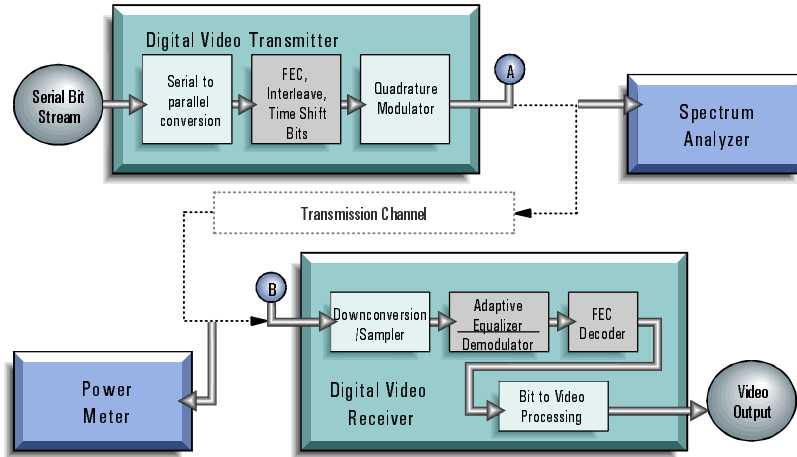 Digital Video Transmitter
Serial Bit
Stream
Serial to
parallel
conversion
FEC,
Interleave,
Time Shift
Bits
Quadrature
Modulator
A
Spectrum
Analyzer
Transmission Channel
B
Downconversion
/Sampler
Adaptive
Equalizer
Demodulator
FEC
Decoder
Power
Meter
Digital Video
Receiver
Bit to Video
Processing
Video
Output